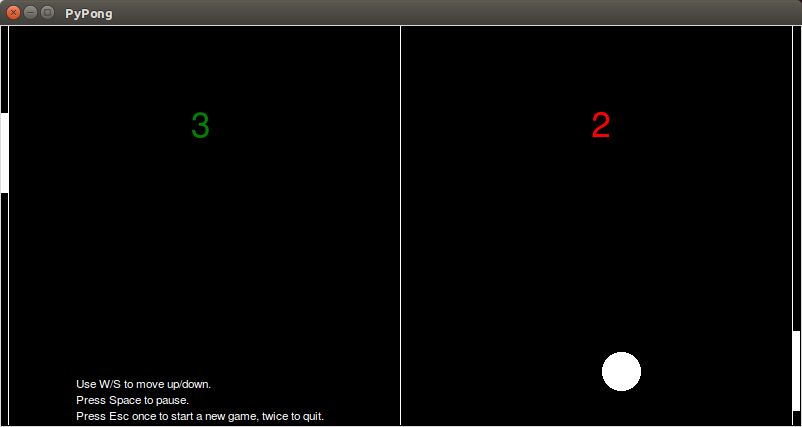 PyPong
3
2
Use W/S to move up/down.
Press Space to pause.
Press Esc once to start a new game, twice to quit.